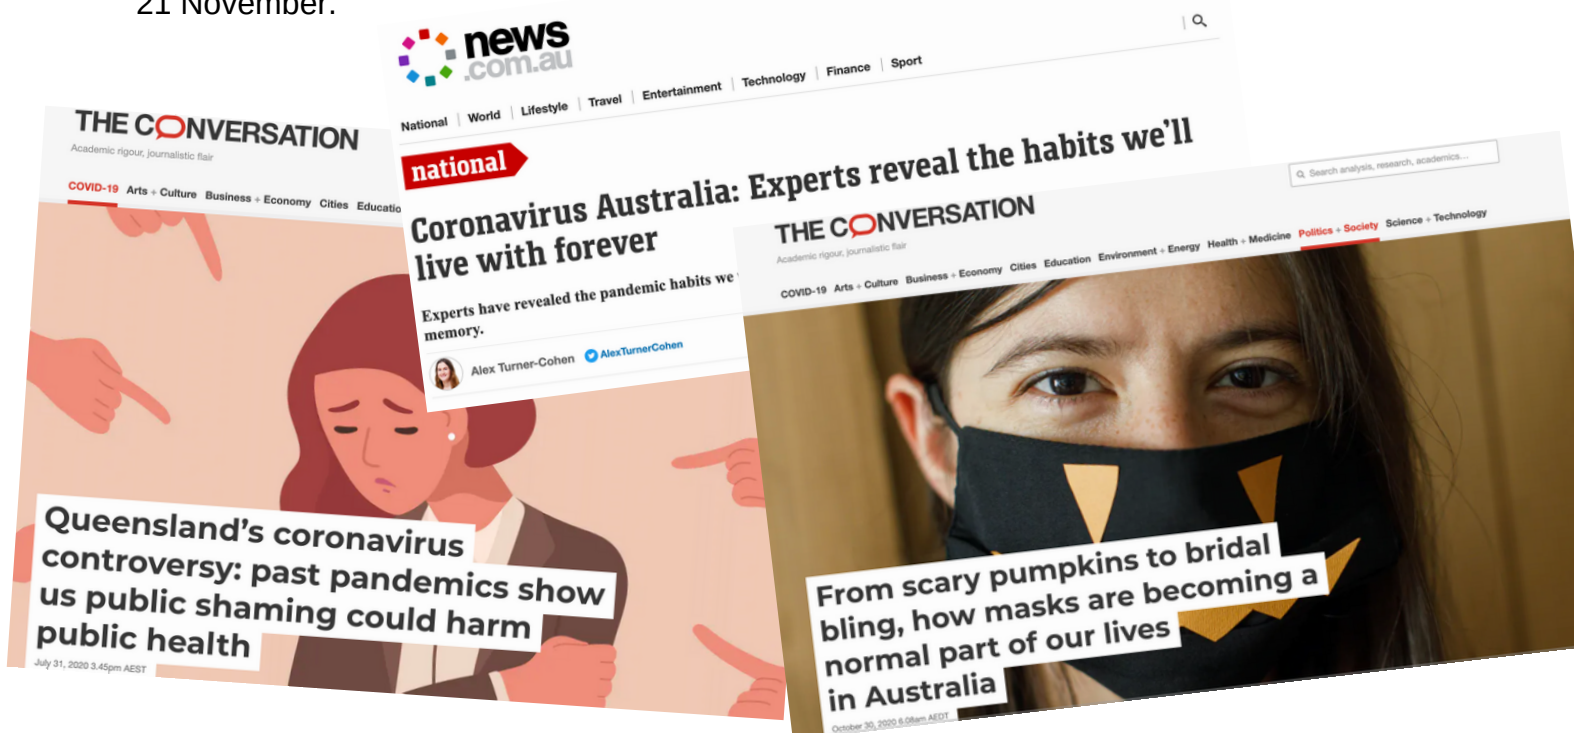 21 November.
news
.com.au
National World Lifestyle Travel Entertainment Technology Finance Sport
national
Coronavirus Australia: Experts reveal the habits we'll
live with forever
Experts have revealed the pandemic habits we
memory.
Alex Turner-Cohen AlexTurnerCohen
THE CONVERSATION
Academic rigour, journalistic flair
COVID-19 Arts + Culture Business + Economy Cities Educatio
Queensland's coronavirus
controversy: past pandemics show
us public shaming could harm
public health
July 31, 2020 3.45pm AEST
Search analysis, research, academics...
THE CONVERSATION
Academic rigour, journalistic flair
COVID-19 Arts + Culture Business + Economy Cities Education Environment + Energy Health + Medicine Politics + Society Science + Technology
From scary pumpkins to bridal
bling, how masks are becoming a
normal part of our lives
in Australia
October 30, 2020 6.08am AEDT